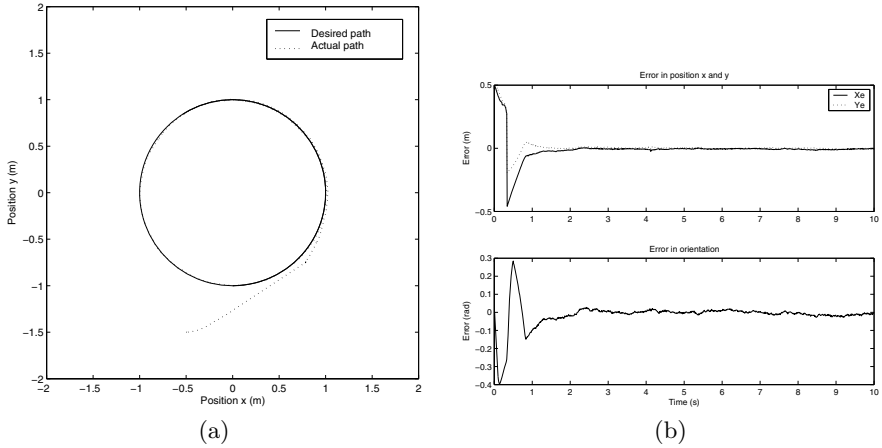 2
1.5
1
0.5
0
−0.5
−1
−1.5
−2
−2 −1.5 −1 −0.5 0 0.5 1 1.5 2
Position y (m)
Position x (m)
Desired path
Actual path
(a)
Error in position x and y
Xe
Ye
0.5
0
−0.5
Error (m)
0 1 2 3 4 5 6 7 8 9 10
Error in orientation
0.3
0.2
0.1
0
−0.1
−0.2
−0.3
−0.4
Error (rad)
0 1 2 3 4 5 6 7 8 9 10
Time (s)
(b)